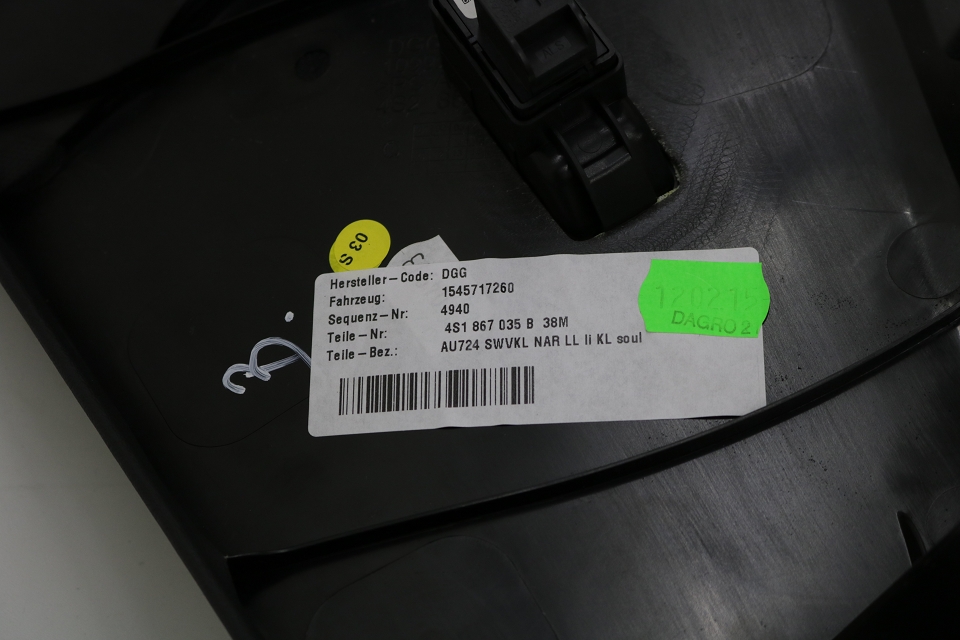 03 S
Hersteller-Code: DGG
Fahrzeug: 1545717260
Sequenz-Nr: 4940
Teile-Nr: 4S1 867 035 B 38M
Teile-Bez.: AU724 SWVKL NAR LL li KL soul
120215
DAGRO 21